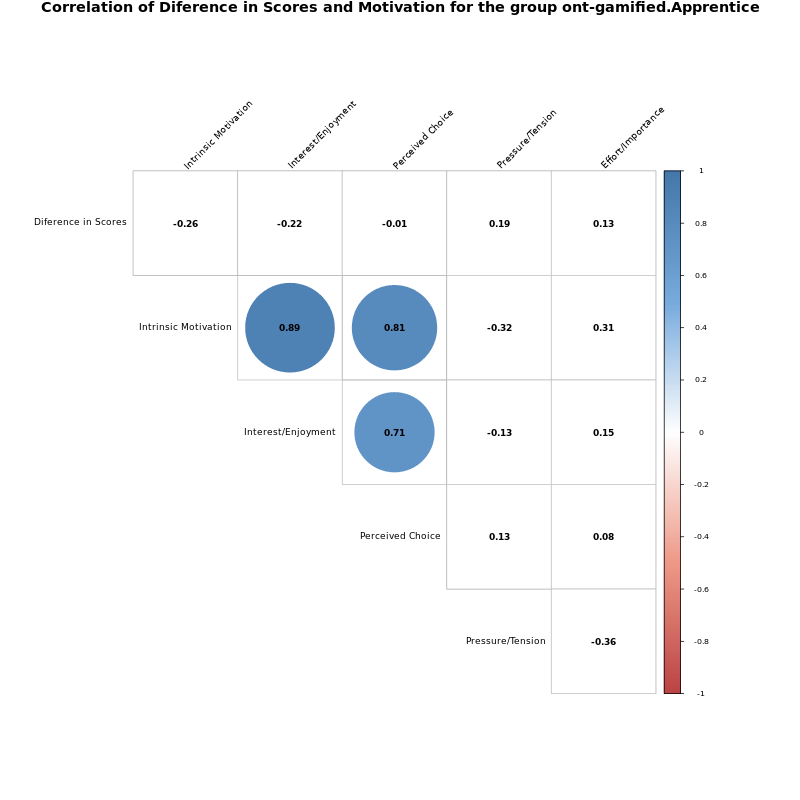 Correlation of Diference in Scores and Motivation for the group ont-gamified.Apprentice
Intrinsic Motivation
Interest/Enjoyment
Perceived Choice
Pressure/Tension
Effort/Importance
Diference in Scores -0.26 -0.22 -0.01 0.19 0.13
Intrinsic Motivation 0.89 0.81 -0.32 0.31
Interest/Enjoyment 0.71 -0.13 0.15
Perceived Choice 0.13 0.08
Pressure/Tension -0.36
1
0.8
0.6
0.4
0.2
0
-0.2
-0.4
-0.6
-0.8
-1